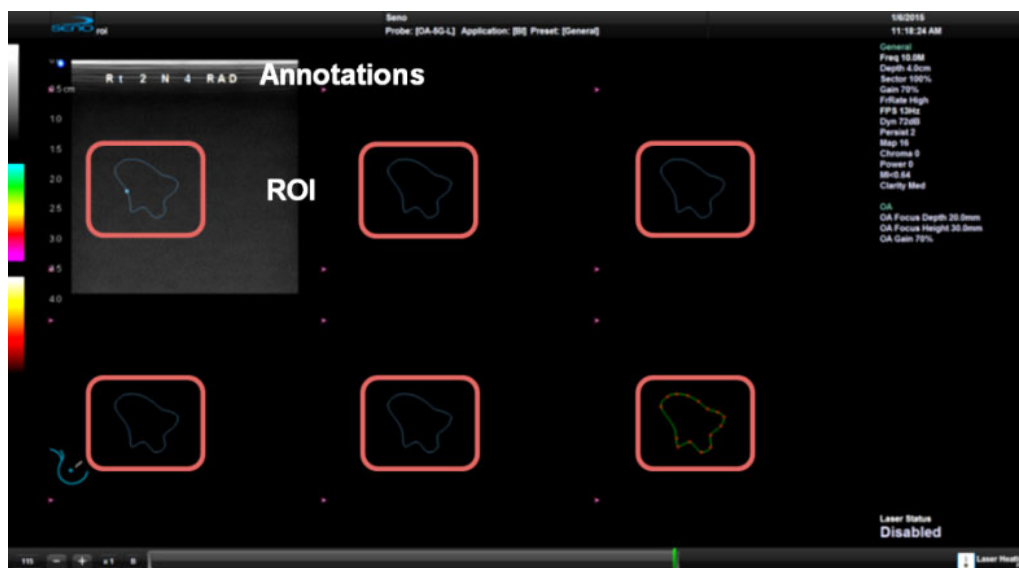 SENO roi
Seno
Probe: [OA-5G-L] Application: [BI] Preset: [General]
1/6/2015
11:18:24 AM
Rt 2 N 4 RAD
Annotations
0.5 cm
1.0
1.5
2.0
2.5
3.0
3.5
4.0
ROI
General
Freq 10.0M
Depth 4.0cm
Sector 100%
Gain 70%
FrRate High
FPS 13Hz
Dyn 72dB
Persist 2
Map 16
Chroma 0
Power 0
MI<0.64
Clarity Med
OA
OA Focus Depth 20.0mm
OA Focus Height 30.0mm
OA Gain 70%
Laser Status
Disabled
115 − + x1 B